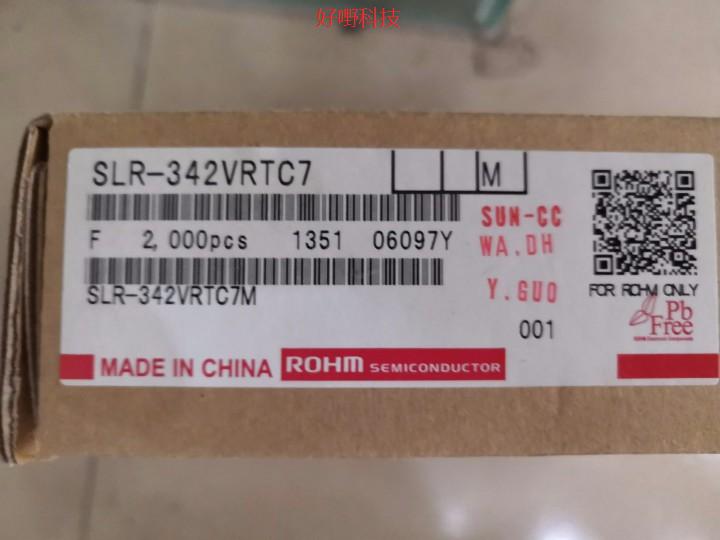 好嘢科技
SLR-342VRTC7
M
F 2,000pcs 1351 06097Y
SLR-342VRTC7M
SUN-CC
WA.DH
Y.GUO
001
FOR ROHM ONLY
Pb
Free
MADE IN CHINA ROHM SEMICONDUCTOR